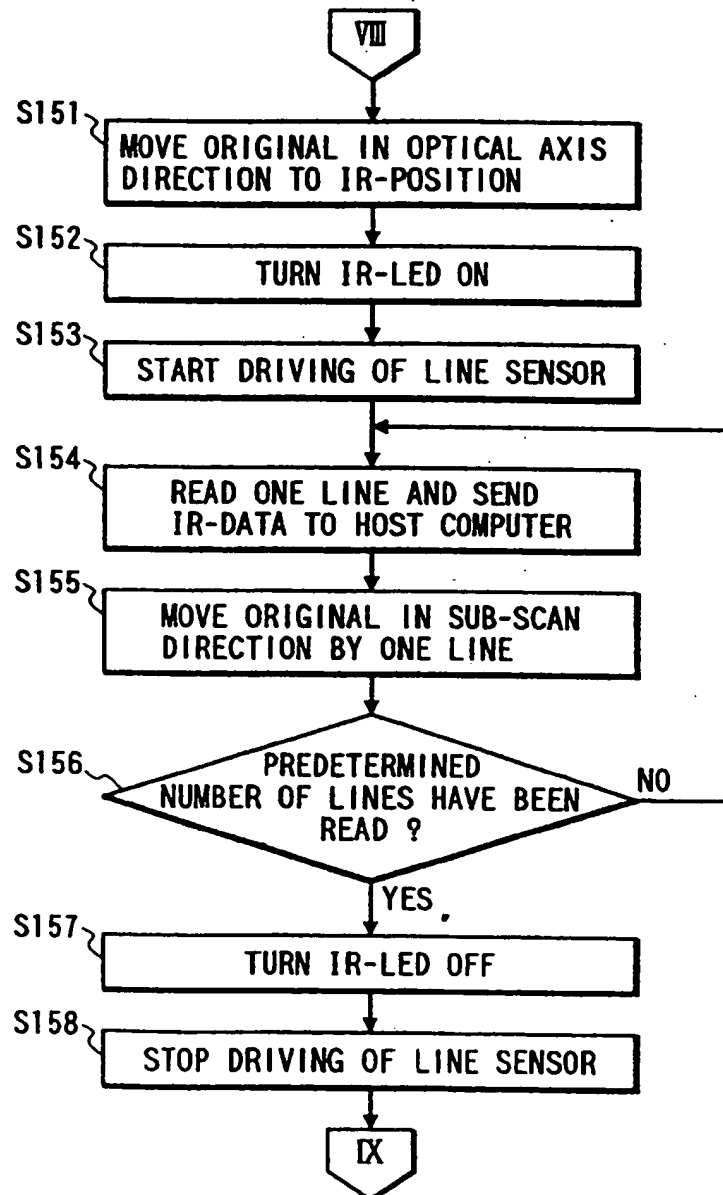 VIII
S151
MOVE ORIGINAL IN OPTICAL AXIS
DIRECTION TO IR-POSITION
S152
TURN IR-LED ON
S153
START DRIVING OF LINE SENSOR
S154
READ ONE LINE AND SEND
IR-DATA TO HOST COMPUTER
S155
MOVE ORIGINAL IN SUB-SCAN
DIRECTION BY ONE LINE
S156
PREDETERMINED
NUMBER OF LINES HAVE BEEN
READ ?
NO
YES
S157
TURN IR-LED OFF
S158
STOP DRIVING OF LINE SENSOR
IX